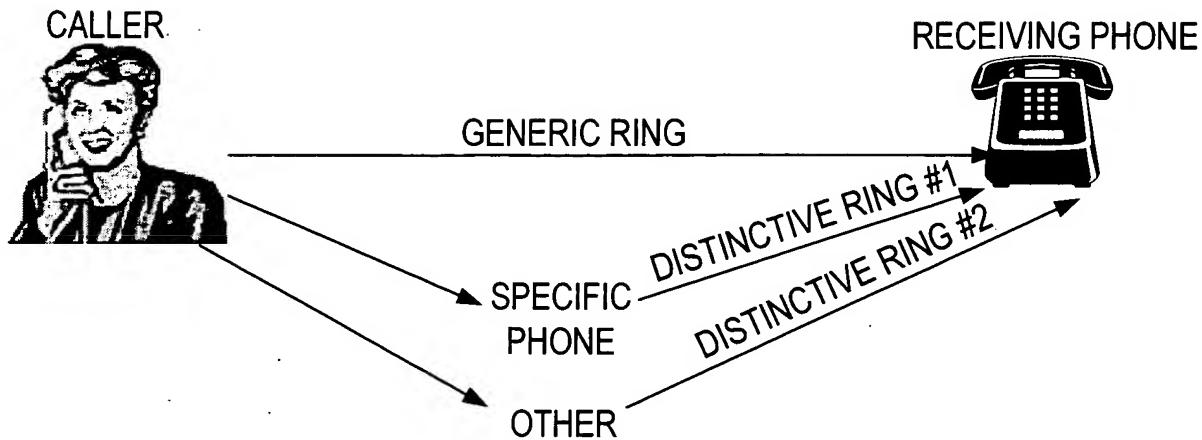 CALLER
RECEIVING PHONE
GENERIC RING
DISTINCTIVE RING #1
DISTINCTIVE RING #2
SPECIFIC
PHONE
OTHER